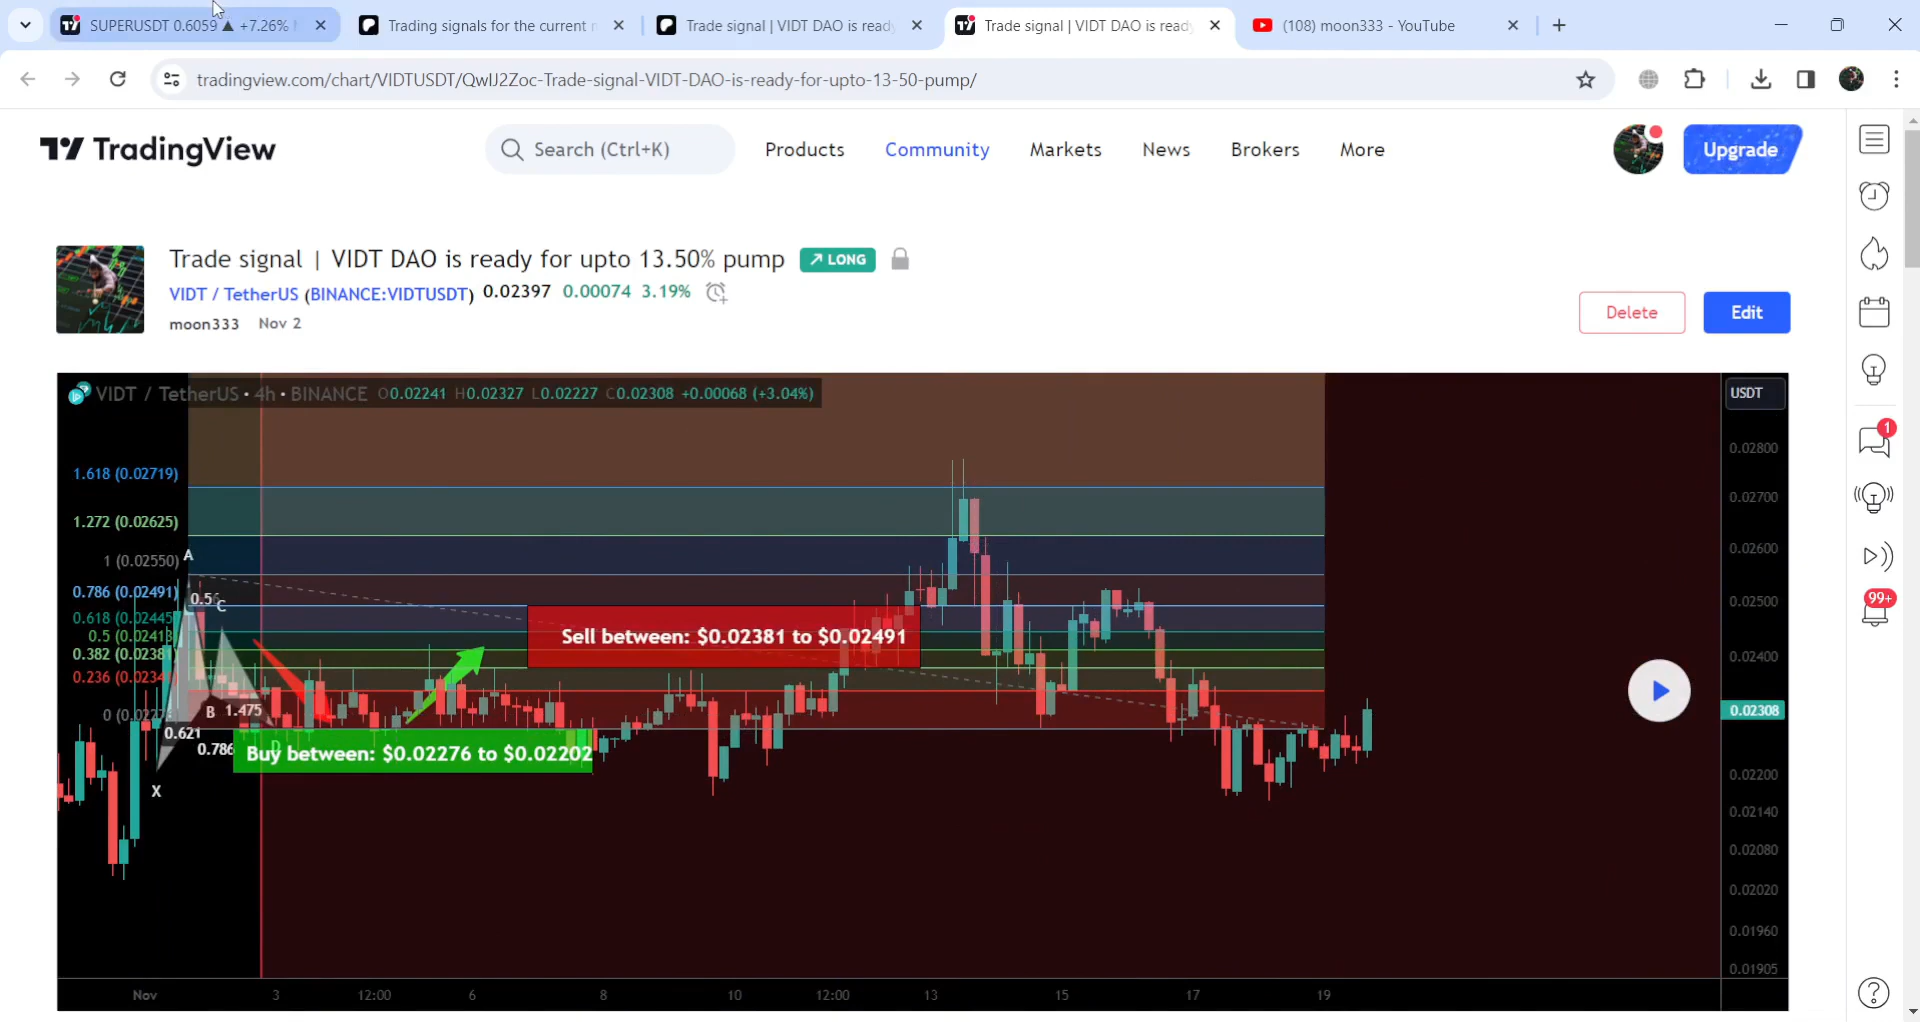 SUPERUSDT 0.6059 ▲ +7.26%
Trading signals for the current
Trade signal | VIDT DAO is ready
Trade signal | VIDT DAO is ready
(108) moon333 - YouTube
tradingview.com/chart/VIDTUSDT/QwIJ2Zoc-Trade-signal-VIDT-DAO-is-ready-for-upto-13-50-pump/
TradingView
Search (Ctrl+K)
Products
Community
Markets
News
Brokers
More
Upgrade
Trade signal | VIDT DAO is ready for upto 13.50% pump
LONG
VIDT / TetherUS (BINANCE:VIDTUSDT) 0.02397 0.00074 3.19%
moon333 Nov 2
Delete
Edit
VIDT / TetherUS • 4h • BINANCE O0.02241 H0.02327 L0.02227 C0.02308 +0.00068 (+3.04%)
USDT
1.618 (0.02719)
1.272 (0.02625)
1 (0.02550)
0.786 (0.02491)
0.618 (0.02445)
0.5 (0.02413
0.382 (0.0238
0.236 (0.0234
0 (0.0227
A
0.5
C
B 1.475
0.621
0.786
D
X
Sell between: $0.02381 to $0.02491
Buy between: $0.02276 to $0.02202
0.02800
0.02700
0.02600
0.02500
0.02400
0.02308
0.02200
0.02140
0.02080
0.02020
0.01960
0.01905
Nov
3
12:00
6
8
10
12:00
13
15
17
19
1
99+